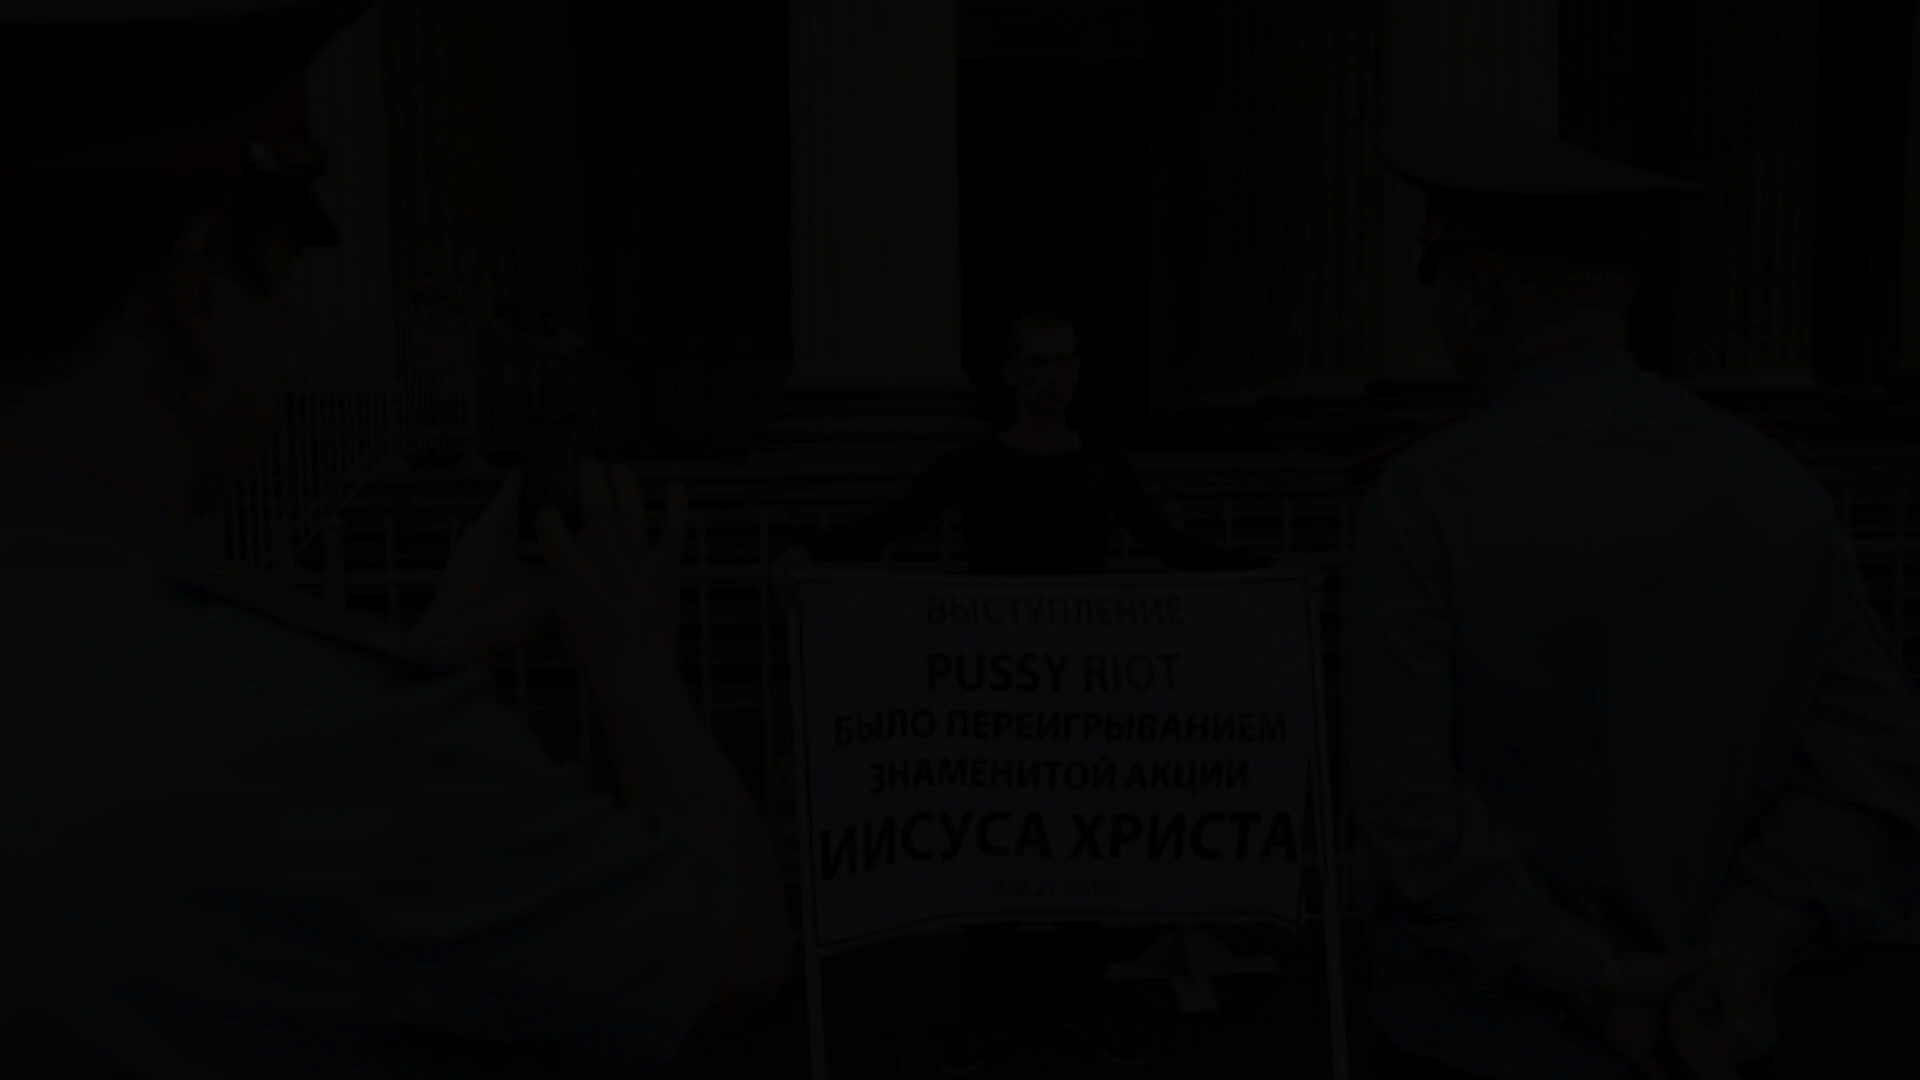 ВЫСТУПЛЕНИЕ
PUSSY RIOT
БЫЛО ПЕРЕИГРЫВАНИЕМ
ЗНАМЕНИТОЙ АКЦИИ
ИИСУСА ХРИСТА